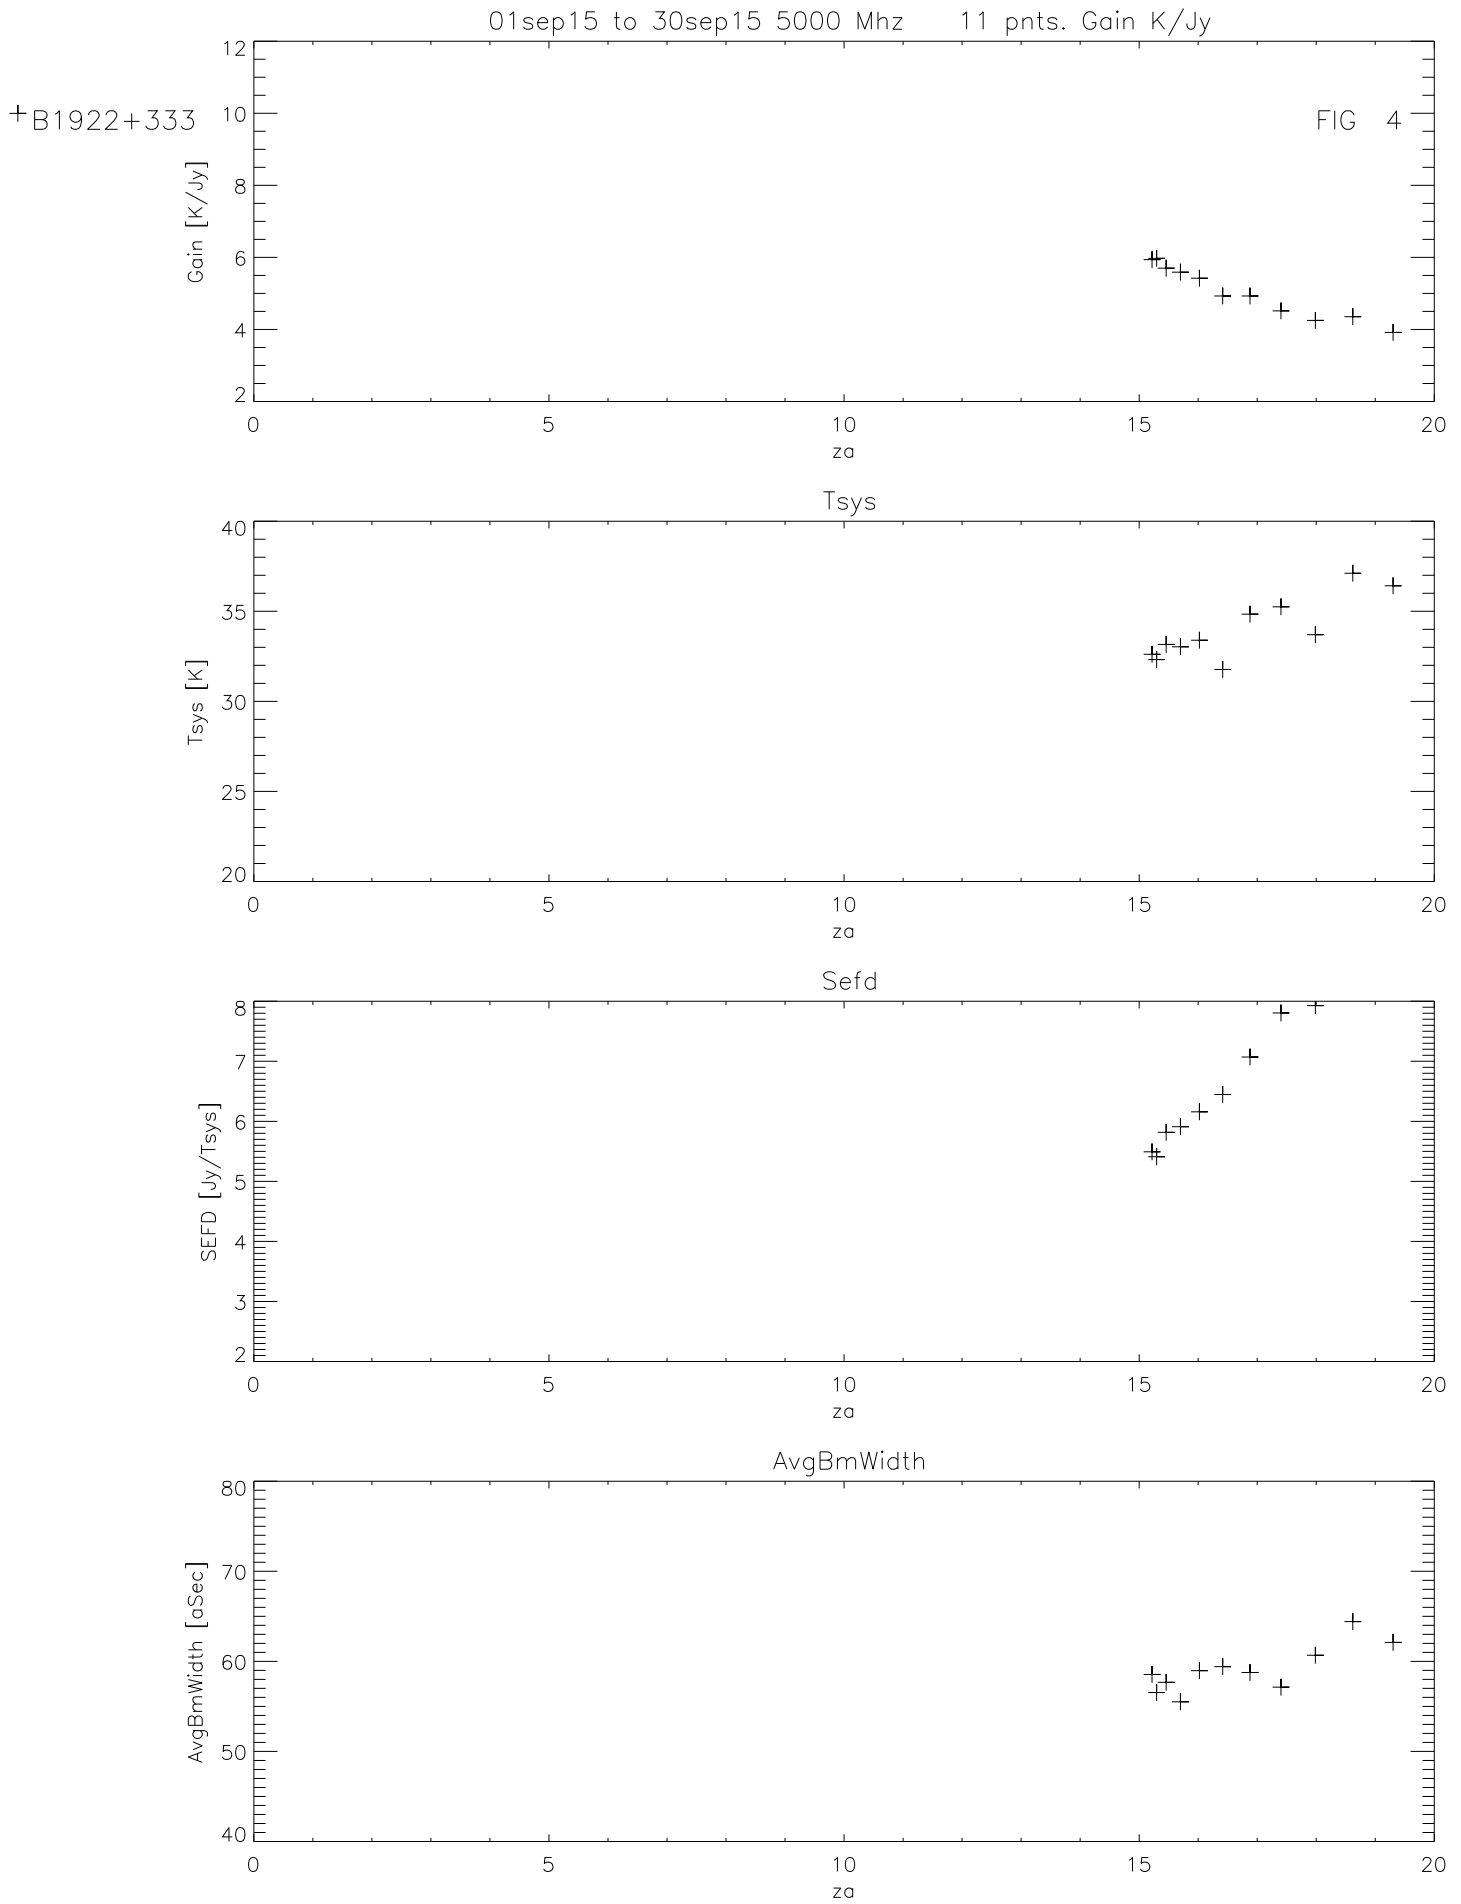 01sep15 to 30sep15 5000 Mhz 11 pnts. Gain K/Jy
+B1922+333
FIG 4
12
10
8
6
4
2
Gain [K/Jy]
0 5 10 15 20
za
Tsys
40
35
30
25
20
Tsys [K]
0 5 10 15 20
za
Sefd
8
7
6
5
4
3
2
SEFD [Jy/Tsys]
0 5 10 15 20
za
AvgBmWidth
80
70
60
50
40
AvgBmWidth [aSec]
0 5 10 15 20
za